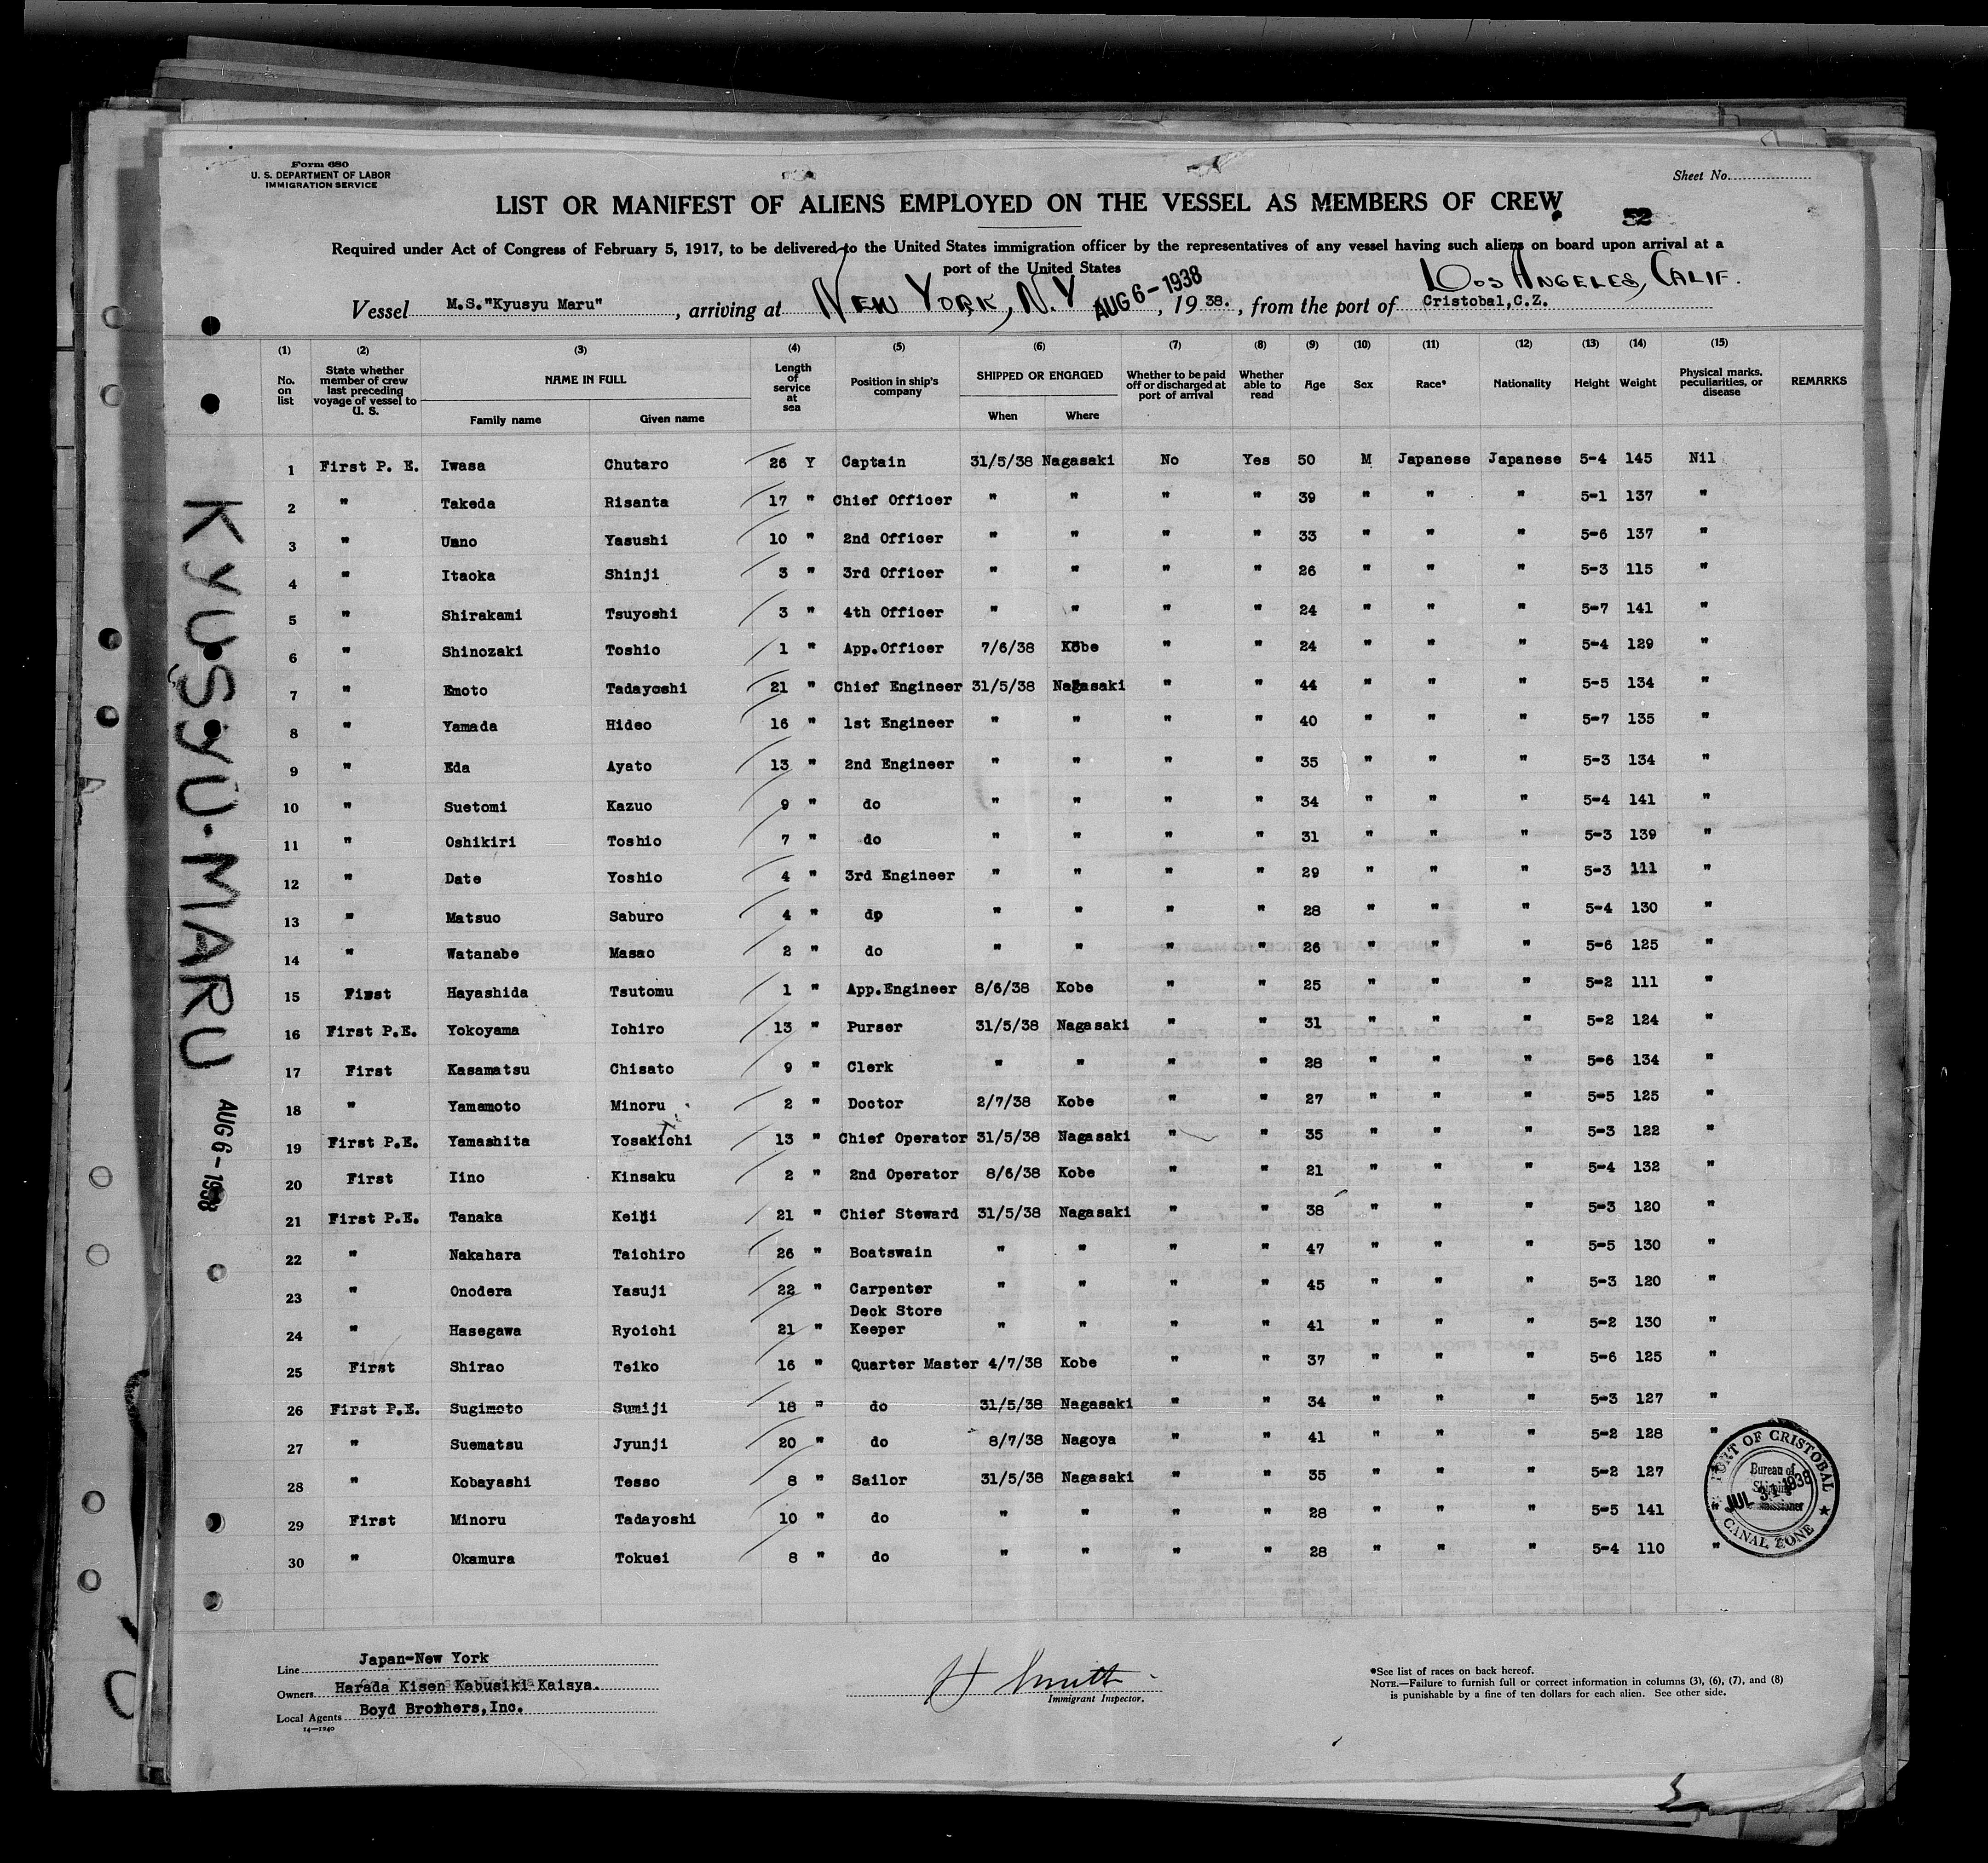 Form 680
U. S. DEPARTMENT OF LABOR
IMMIGRATION SERVICE
Sheet No.
LIST OR MANIFEST OF ALIENS EMPLOYED ON THE VESSEL AS MEMBERS OF CREW
52
Required under Act of Congress of February 5, 1917, to be delivered to the United States immigration officer by the representatives of any vessel having such aliens on board upon arrival at a
port of the United States
Los Angeles, Calif.
Vessel M.S."Kyusyu Maru", arriving at New York, N.Y AUG 6-1938, 19 38., from the port of Cristobal,C.Z.
(1) (2) (3) (4) (5) (6) (7) (8) (9) (10) (11) (12) (13) (14) (15)
No. on list | State whether member of crew last preceding voyage of vessel to U. S. | NAME IN FULL | Length of service at sea | Position in ship's company | SHIPPED OR ENGAGED | Whether to be paid off or discharged at port of arrival | Whether able to read | Age | Sex | Race* | Nationality | Height | Weight | Physical marks, peculiarities, or disease | REMARKS
Family name | Given name | When | Where
1 First P. E. Iwasa Chutaro 26 Y Captain 31/5/38 Nagasaki No Yes 50 M Japanese Japanese 5-4 145 Nil
2 " Takeda Risanta 17 " Chief Officer " " " " 39 " " " 5-1 137 "
3 " Ueno Yasushi 10 " 2nd Officer " " " " 33 " " " 5-6 137 "
4 " Itaoka Shinji 3 " 3rd Officer " " " " 26 " " " 5-3 115 "
5 " Shirakami Tsuyoshi 3 " 4th Officer " " " " 24 " " " 5-7 141 "
6 " Shinozaki Toshio 1 " App.Officer 7/6/38 Kobe " " 24 " " " 5-4 129 "
7 " Emoto Tadayoshi 21 " Chief Engineer 31/5/38 Nagasaki " " 44 " " " 5-5 134 "
8 " Yamada Hideo 16 " 1st Engineer " " " " 40 " " " 5-7 135 "
9 " Eda Ayato 13 " 2nd Engineer " " " " 35 " " " 5-3 134 "
10 " Suetomi Kazuo 9 " do " " " " 34 " " " 5-4 141 "
11 " Oshikiri Toshio 7 " do " " " " 31 " " " 5-3 139 "
12 " Date Yoshio 4 " 3rd Engineer " " " " 29 " " " 5-3 111 "
13 " Matsuo Saburo 4 " do " " " " 28 " " " 5-4 130 "
14 " Watanabe Masao 2 " do " " " " 26 " " " 5-6 125 "
15 First Hayashida Tsutomu 1 " App.Engineer 8/6/38 Kobe " " 25 " " " 5-2 111 "
16 First P.E. Yokoyama Ichiro 13 " Purser 31/5/38 Nagasaki " " 31 " " " 5-2 124 "
17 First Kasamatsu Chisato 9 " Clerk " " " " 28 " " " 5-6 134 "
18 " Yamamoto Minoru 2 " Doctor 2/7/38 Kobe " " 27 " " " 5-5 125 "
19 First P.E. Yamashita Yosakichi 13 " Chief Operator 31/5/38 Nagasaki " " 35 " " " 5-3 122 "
20 First Iino Kinsaku 2 " 2nd Operator 8/6/38 Kobe " " 21 " " " 5-4 132 "
21 First P.E. Tanaka Keiji 21 " Chief Steward 31/5/38 Nagasaki " " 38 " " " 5-3 120 "
22 " Nakahara Taichiro 26 " Boatswain " " " " 47 " " " 5-5 130 "
23 " Onodera Yasuji 22 " Carpenter " " " " 45 " " " 5-3 120 "
24 " Hasegawa Ryoichi 21 " Deck Store Keeper " " " " 41 " " " 5-2 130 "
25 First Shirao Teiko 16 " Quarter Master 4/7/38 Kobe " " 37 " " " 5-6 125 "
26 First P.E. Sugimoto Sumiji 18 " do 31/5/38 Nagasaki " " 34 " " " 5-3 127 "
27 " Suematsu Jyunji 20 " do 8/7/38 Nagoya " " 41 " " " 5-2 128 "
28 " Kobayashi Tesso 8 " Sailor 31/5/38 Nagasaki " " 35 " " " 5-2 127 "
29 First Minoru Tadayoshi 10 " do " " " " 28 " " " 5-5 141 "
30 " Okamura Tokuei 8 " do " " " " 28 " " " 5-4 110 "
KYUSYU-MARU
AUG 6-1938
PORT OF CRISTOBAL
Bureau of
JUL 31 1938
CANAL ZONE
Line Japan-New York
Owners Harada Kisen Kabusiki Kaisya.
Local Agents Boyd Brothers,Inc.
14-1240
H Smith
Immigrant Inspector.
*See list of races on back hereof.
NOTE.—Failure to furnish full or correct information in columns (3), (6), (7), and (8)
is punishable by a fine of ten dollars for each alien. See other side.